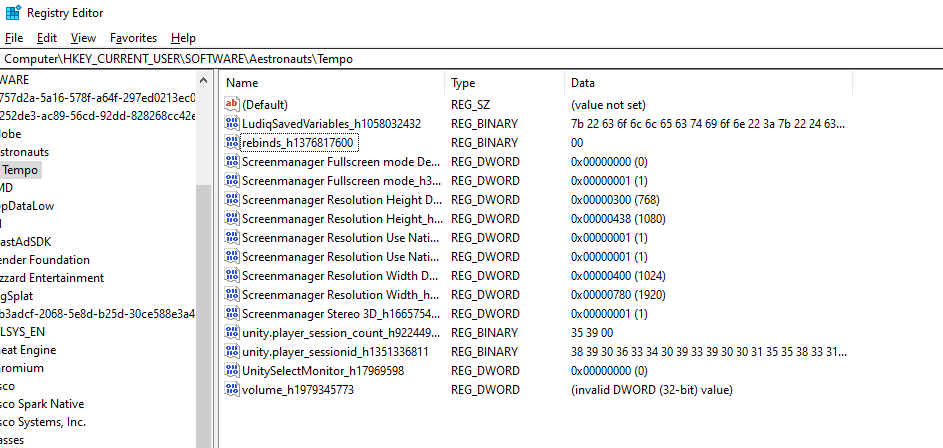 Registry Editor
File Edit View Favorites Help
Computer\HKEY_CURRENT_USER\SOFTWARE\Aestronauts\Tempo
WARE
757d2a-5a16-578f-a64f-297ed0213ec0
252de3-ac89-56cd-92dd-828268cc42e
lobe
stronauts
Tempo
MD
opDataLow
l
astAdSDK
ender Foundation
izzard Entertainment
gSplat
b3adcf-2068-5e8d-b25d-30ce588e3a4
LSYS_EN
heat Engine
hromium
sco
sco Spark Native
sco Systems, Inc.
asses
Name Type Data
(Default) REG_SZ (value not set)
LudiqSavedVariables_h1058032432 REG_BINARY 7b 22 63 6f 6c 6c 65 63 74 69 6f 6e 22 3a 7b 22 24 63...
rebinds_h1376817600 REG_BINARY 00
Screenmanager Fullscreen mode De... REG_DWORD 0x00000000 (0)
Screenmanager Fullscreen mode_h3... REG_DWORD 0x00000001 (1)
Screenmanager Resolution Height D... REG_DWORD 0x00000300 (768)
Screenmanager Resolution Height_h... REG_DWORD 0x00000438 (1080)
Screenmanager Resolution Use Nati... REG_DWORD 0x00000001 (1)
Screenmanager Resolution Use Nati... REG_DWORD 0x00000001 (1)
Screenmanager Resolution Width D... REG_DWORD 0x00000400 (1024)
Screenmanager Resolution Width_h... REG_DWORD 0x00000780 (1920)
Screenmanager Stereo 3D_h1665754... REG_DWORD 0x00000001 (1)
unity.player_session_count_h922449... REG_BINARY 35 39 00
unity.player_sessionid_h1351336811 REG_BINARY 38 39 30 36 33 34 30 39 33 39 30 30 31 35 35 38 33 31...
UnitySelectMonitor_h17969598 REG_DWORD 0x00000000 (0)
volume_h1979345773 REG_DWORD (invalid DWORD (32-bit) value)